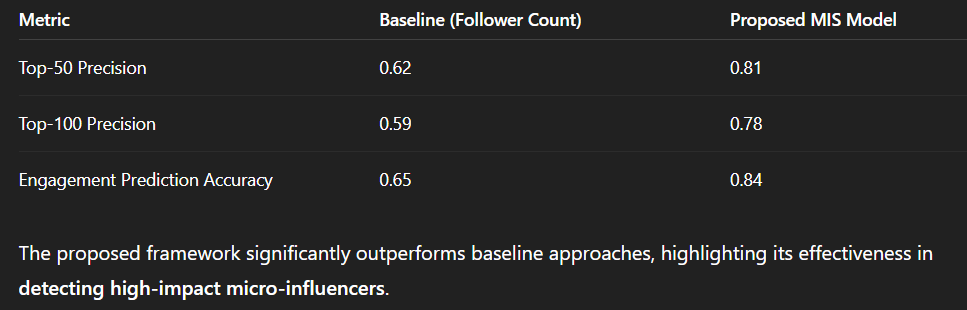 Metric Baseline (Follower Count) Proposed MIS Model
Top-50 Precision 0.62 0.81
Top-100 Precision 0.59 0.78
Engagement Prediction Accuracy 0.65 0.84
The proposed framework significantly outperforms baseline approaches, highlighting its effectiveness in
detecting high-impact micro-influencers.